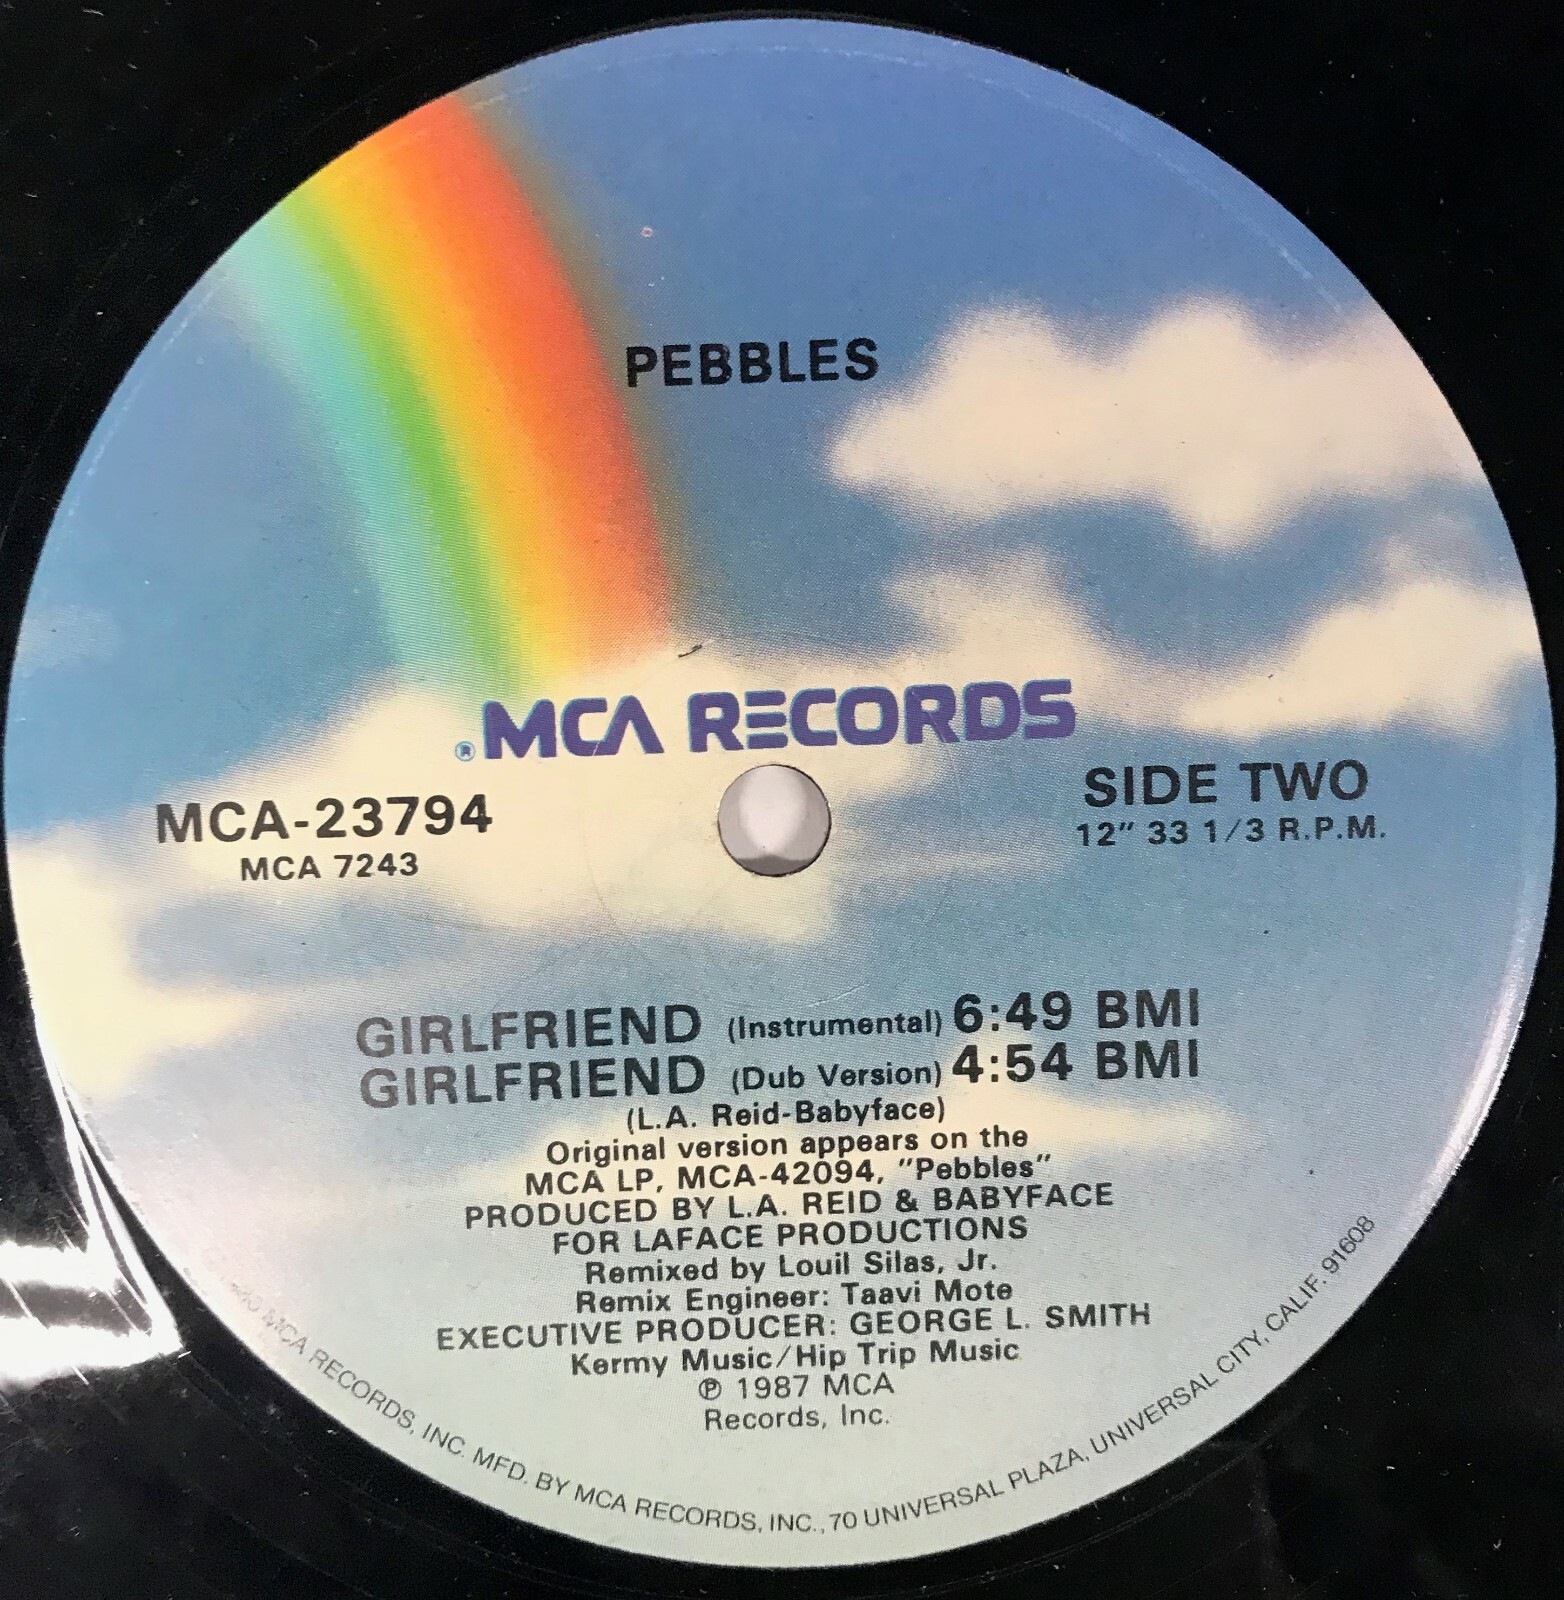 PEBBLES
® MCA RECORDS
MCA-23794
MCA 7243
SIDE TWO
12" 33 1/3 R.P.M.
GIRLFRIEND (Instrumental) 6:49 BMI
GIRLFRIEND (Dub Version) 4:54 BMI
(L.A. Reid-Babyface)
Original version appears on the
MCA LP, MCA-42094, "Pebbles"
PRODUCED BY L.A. REID & BABYFACE
FOR LAFACE PRODUCTIONS
Remixed by Louil Silas, Jr.
Remix Engineer: Taavi Mote
EXECUTIVE PRODUCER: GEORGE L. SMITH
Kermy Music/Hip Trip Music
℗ 1987 MCA
Records, Inc.
MCA RECORDS, INC. MFD. BY MCA RECORDS, INC., 70 UNIVERSAL PLAZA, UNIVERSAL CITY, CALIF. 91608